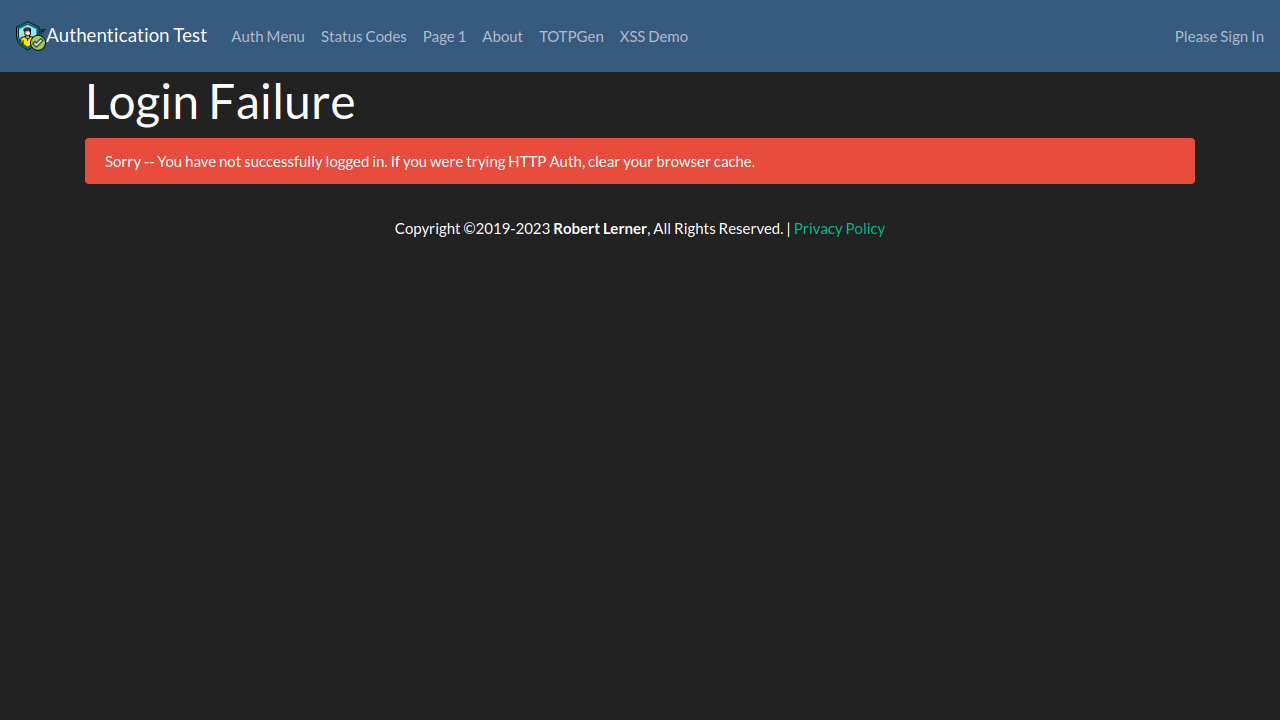 Authentication Test Auth Menu Status Codes Page 1 About TOTPGen XSS Demo Please Sign In
Login Failure
Sorry -- You have not successfully logged in. If you were trying HTTP Auth, clear your browser cache.
Copyright ©2019-2023 Robert Lerner, All Rights Reserved. | Privacy Policy